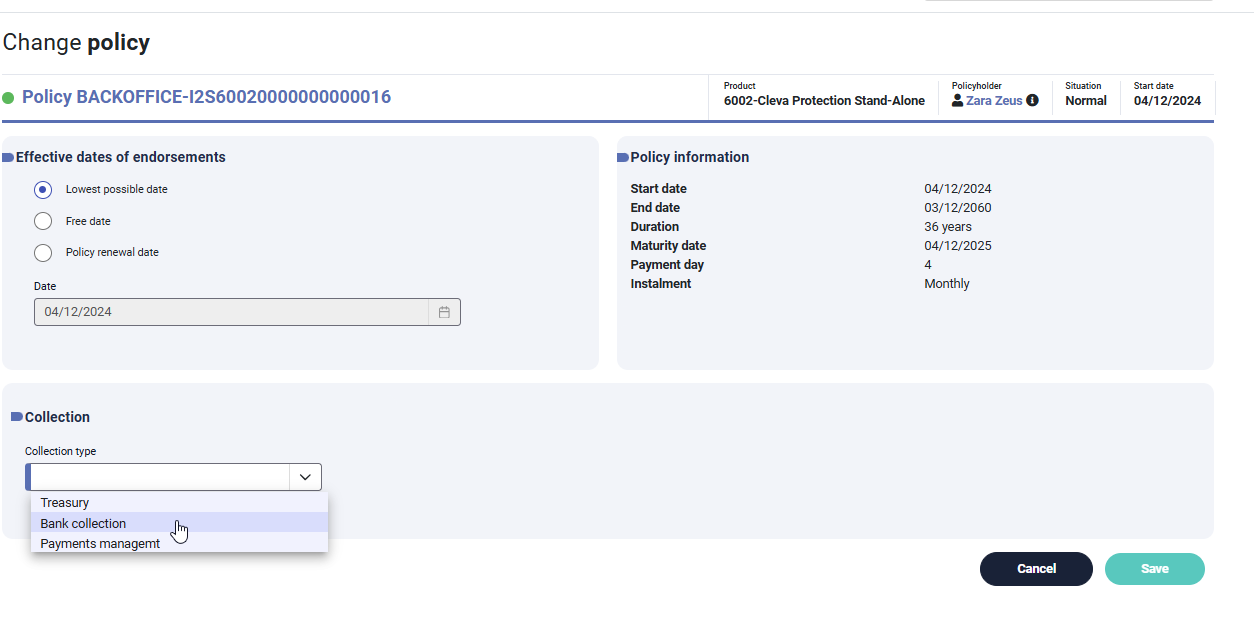 Change policy
Policy BACKOFFICE-I2S60020000000000016
Product
6002-Cleva Protection Stand-Alone
Policyholder
Zara Zeus
Situation
Normal
Start date
04/12/2024
Effective dates of endorsements
Lowest possible date
Free date
Policy renewal date
Date
04/12/2024
Policy information
Start date 04/12/2024
End date 03/12/2060
Duration 36 years
Maturity date 04/12/2025
Payment day 4
Instalment Monthly
Collection
Collection type
Treasury
Bank collection
Payments managemt
Cancel
Save